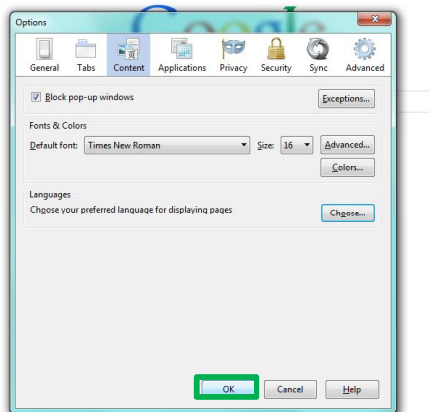 Google
Options
General Tabs Content Applications Privacy Security Sync Advanced
Block pop-up windows Exceptions...
Fonts & Colors
Default font: Times New Roman Size: 16 Advanced...
Colors...
Languages
Choose your preferred language for displaying pages Choose...
OK Cancel Help